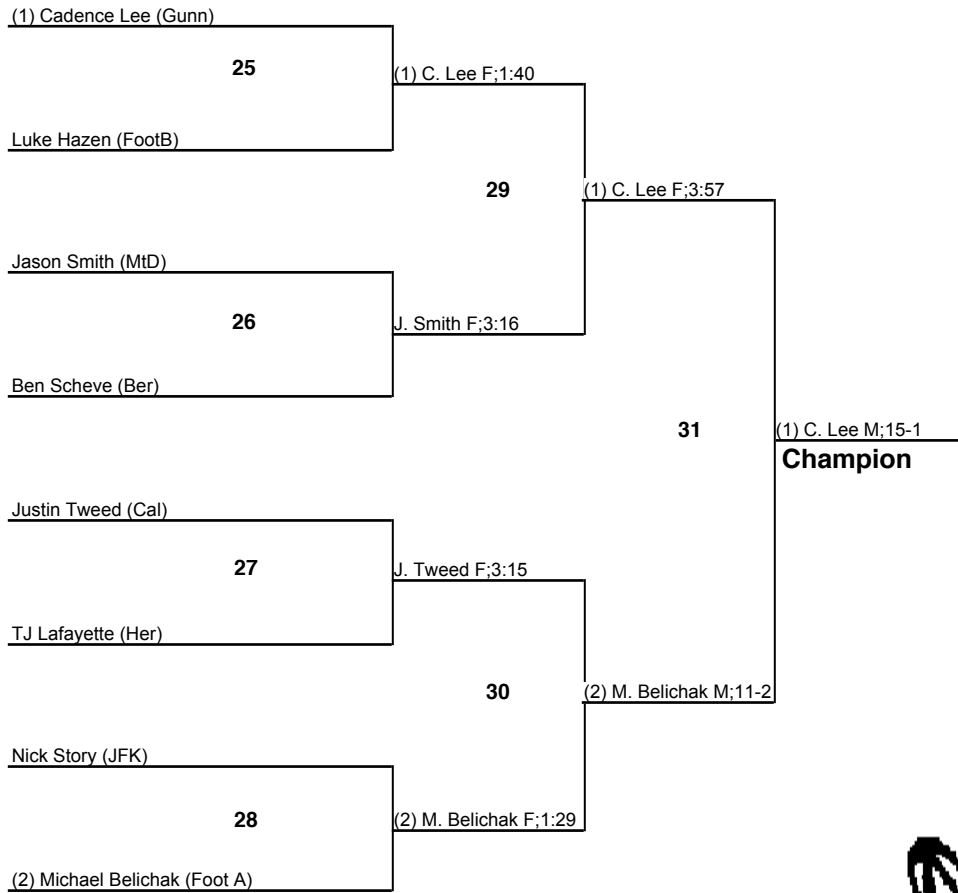 (1) Cadence Lee (Gunn)
25
(1) C. Lee F;1:40
Luke Hazen (FootB)
29
(1) C. Lee F;3:57
Jason Smith (MtD)
26
J. Smith F;3:16
Ben Scheve (Ber)
31
(1) C. Lee M;15-1
Champion
Justin Tweed (Cal)
27
J. Tweed F;3:15
TJ Lafayette (Her)
30
(2) M. Belichak M;11-2
Nick Story (JFK)
28
(2) M. Belichak F;1:29
(2) Michael Belichak (Foot A)